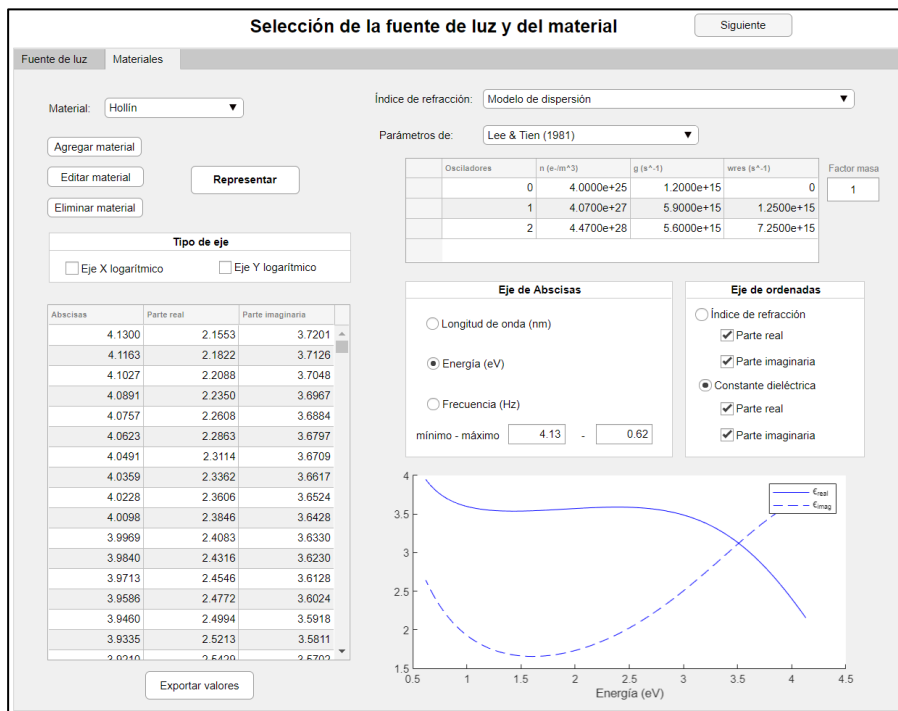 Selección de la fuente de luz y del material
Siguiente
Fuente de luz
Materiales
Material:
Hollín
Agregar material
Editar material
Eliminar material
Representar
Tipo de eje
Eje X logarítmico
Eje Y logarítmico
Abscisas Parte real Parte imaginaria
4.1300 2.1553 3.7201
4.1163 2.1822 3.7126
4.1027 2.2088 3.7048
4.0891 2.2350 3.6967
4.0757 2.2608 3.6884
4.0623 2.2863 3.6797
4.0491 2.3114 3.6709
4.0359 2.3362 3.6617
4.0228 2.3606 3.6524
4.0098 2.3846 3.6428
3.9969 2.4083 3.6330
3.9840 2.4316 3.6230
3.9713 2.4546 3.6128
3.9586 2.4772 3.6024
3.9460 2.4994 3.5918
3.9335 2.5213 3.5811
3.9210 2.5429 3.5702
Exportar valores
Índice de refracción:
Modelo de dispersión
Parámetros de:
Lee & Tien (1981)
Osciladores n (e-/m^3) g (s^-1) wres (s^-1)
0 4.0000e+25 1.2000e+15 0
1 4.0700e+27 5.9000e+15 1.2500e+15
2 4.4700e+28 5.6000e+15 7.2500e+15
Factor masa
1
Eje de Abscisas
Longitud de onda (nm)
Energía (eV)
Frecuencia (Hz)
mínimo - máximo 4.13 - 0.62
Eje de ordenadas
Índice de refracción
Parte real
Parte imaginaria
Constante dieléctrica
Parte real
Parte imaginaria
4
3.5
3
2.5
2
1.5
0.5 1 1.5 2 2.5 3 3.5 4 4.5
Energía (eV)
€real
€imag